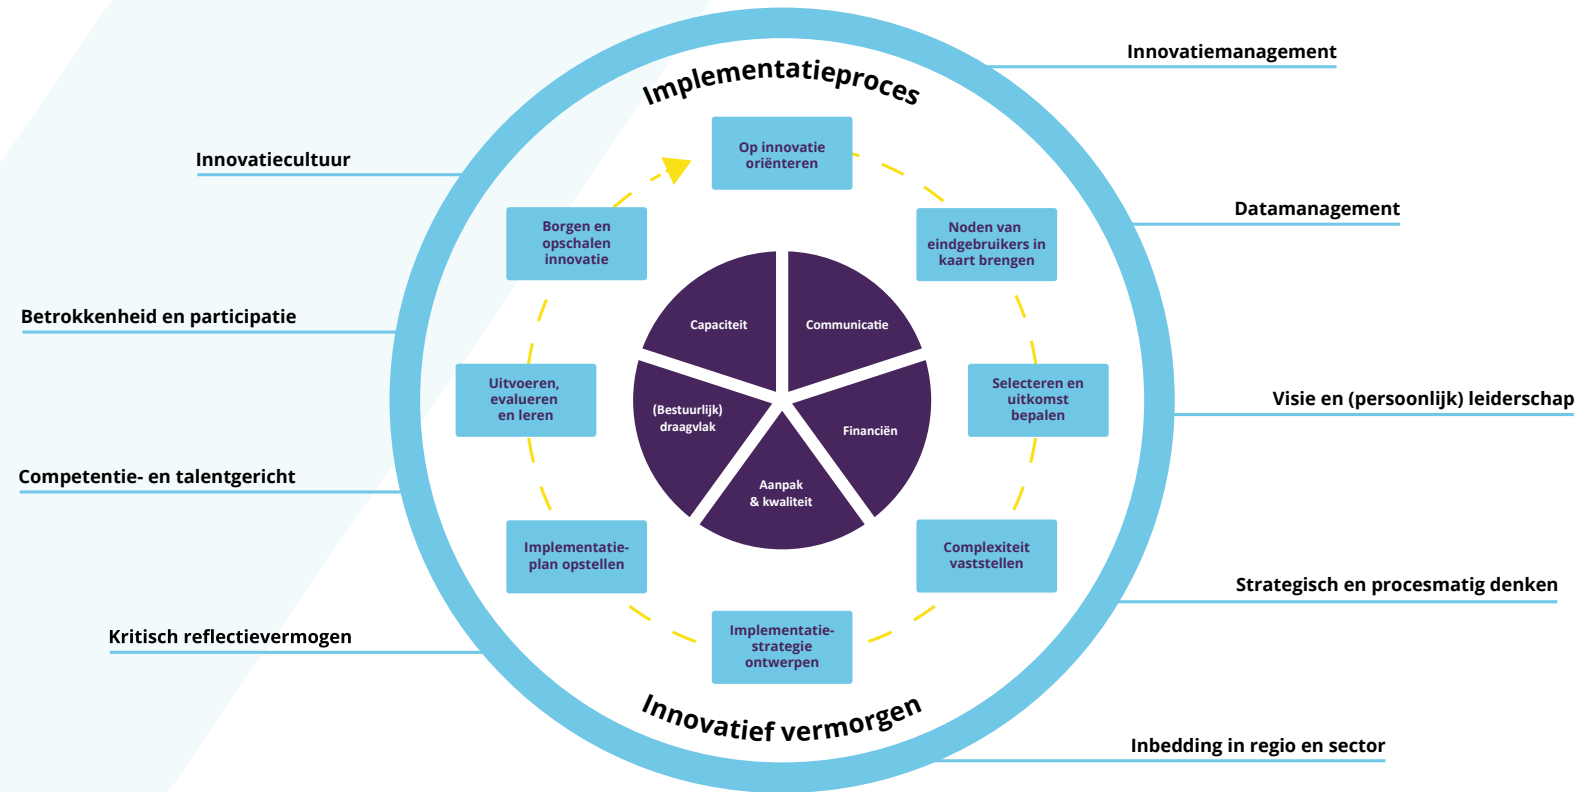 Implementatieproces
Op innovatie
oriënteren
Noden van
eindgebruikers in
kaart brengen
Selecteren en
uitkomst
bepalen
Complexiteit
vaststellen
Implementatie-
strategie
ontwerpen
Implementatie-
plan opstellen
Uitvoeren,
evalueren
en leren
Borgen en
opschalen
innovatie
Innovatief vermorgen
Capaciteit
Communicatie
Financiën
Aanpak
& kwaliteit
(Bestuurlijk)
draagvlak
Innovatiecultuur
Betrokkenheid en participatie
Competentie- en talentgericht
Kritisch reflectievermogen
Innovatiemanagement
Datamanagement
Visie en (persoonlijk) leiderschap
Strategisch en procesmatig denken
Inbedding in regio en sector